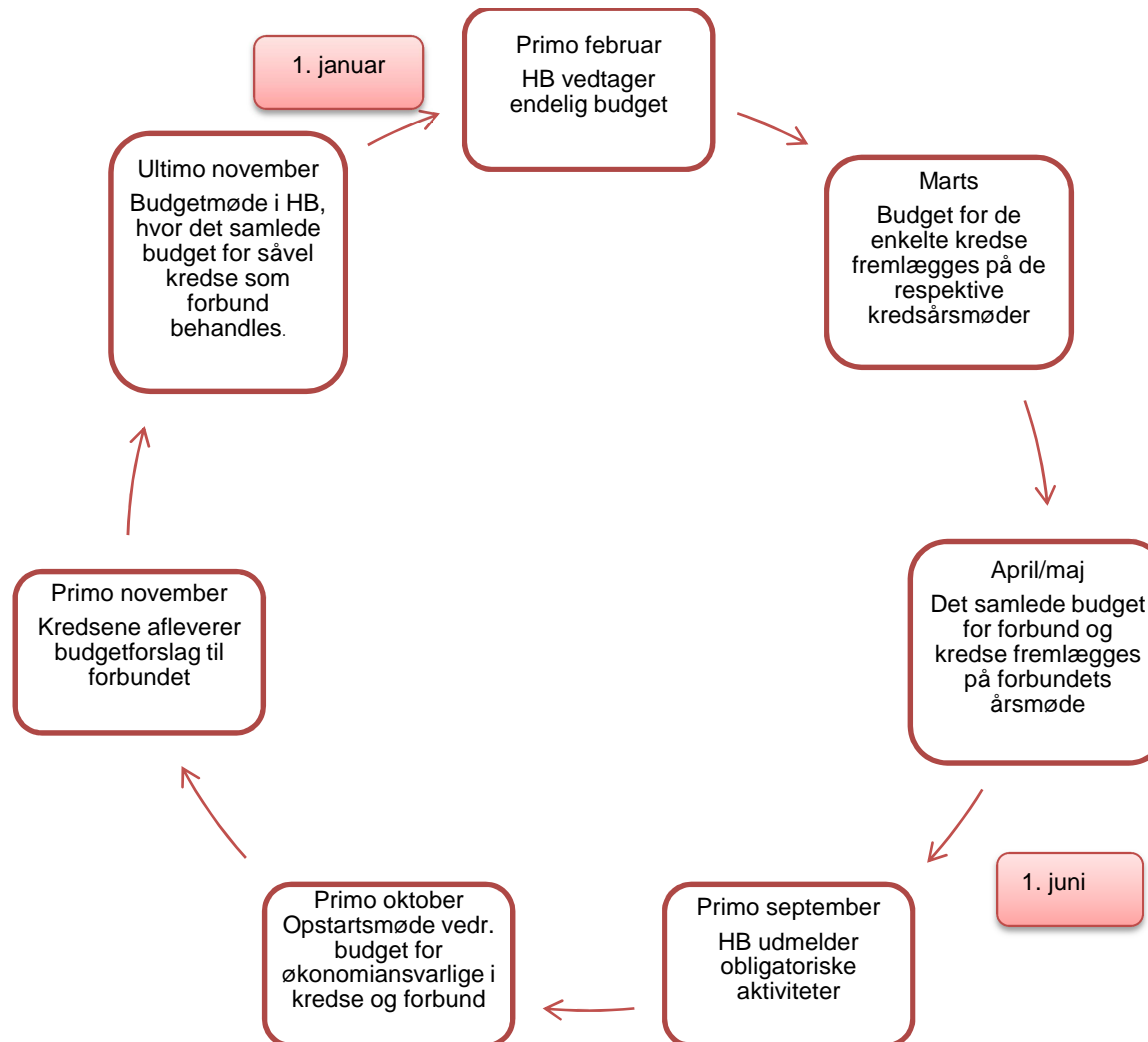 1. januar
Primo februar
HB vedtager
endelig budget
Marts
Budget for de
enkelte kredse
fremlægges på de
respektive
kredsårsmøder
April/maj
Det samlede budget
for forbund og
kredse fremlægges
på forbundets
årsmøde
1. juni
Primo september
HB udmelder
obligatoriske
aktiviteter
Primo oktober
Opstartsmøde vedr.
budget for
økonomiansvarlige i
kredse og forbund
Primo november
Kredsene afleverer
budgetforslag til
forbundet
Ultimo november
Budgetmøde i HB,
hvor det samlede
budget for såvel
kredse som
forbund
behandles.